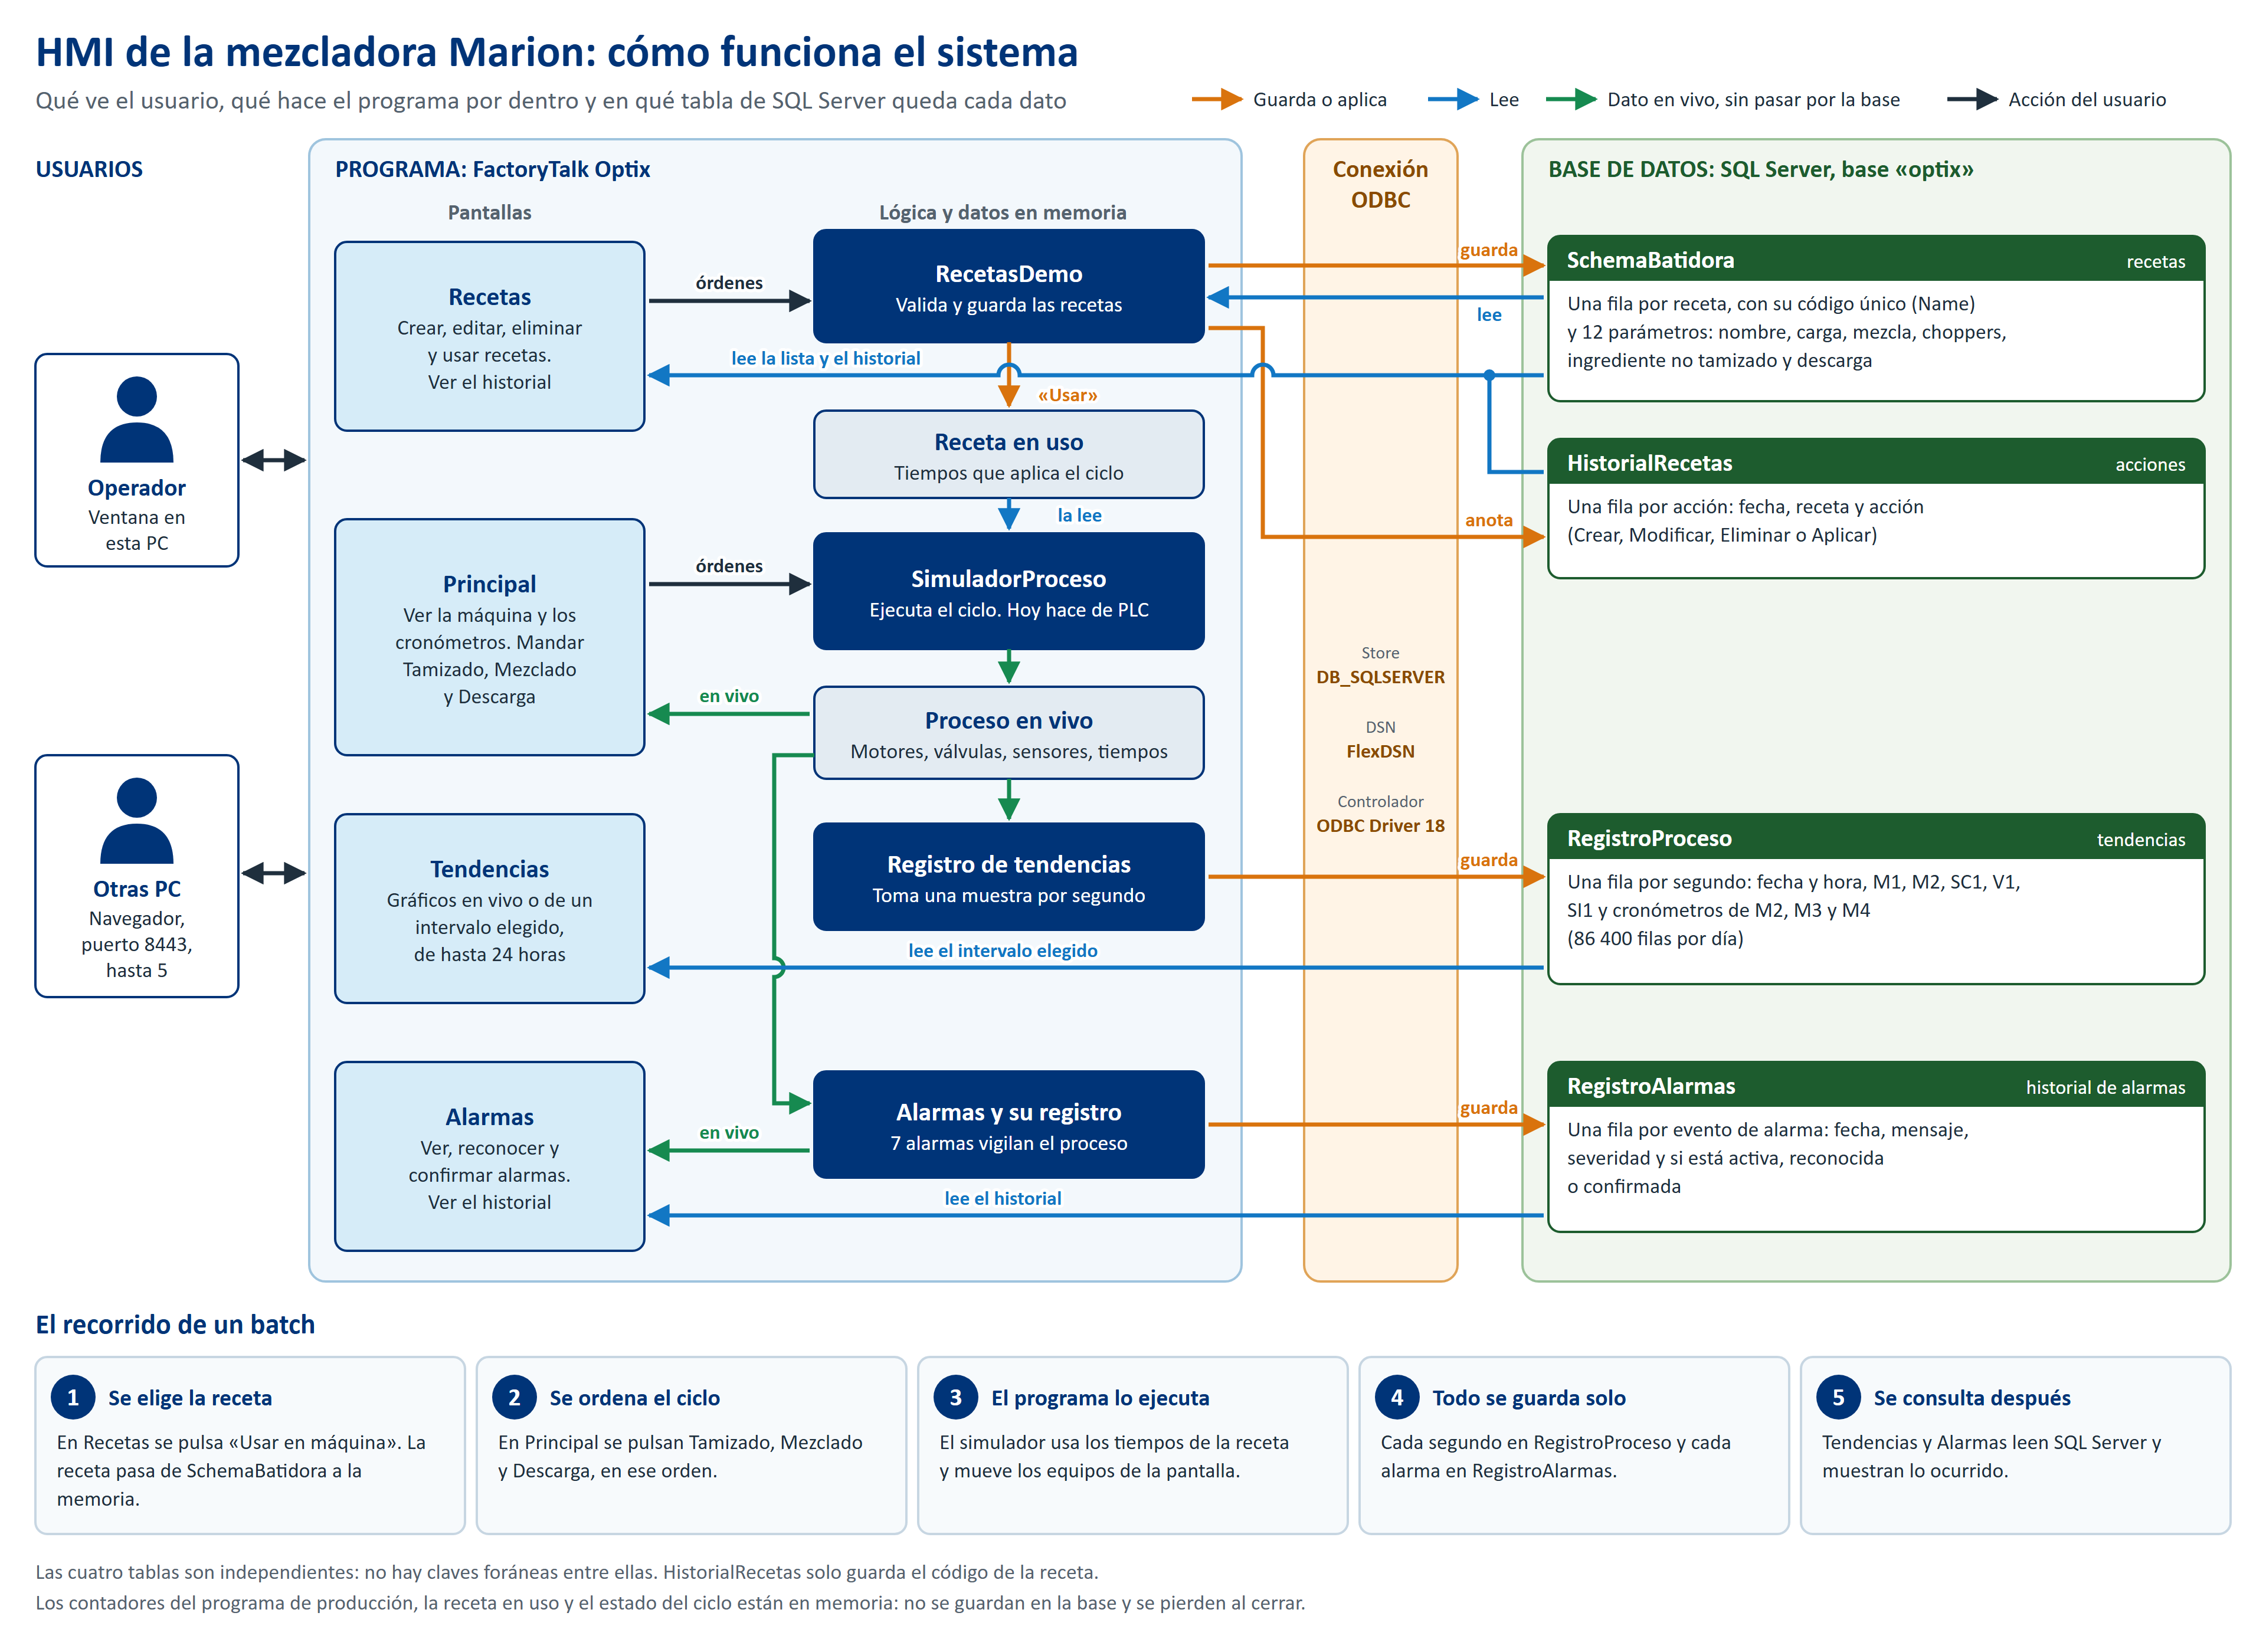 HMI de la mezcladora Marion: cómo funciona el sistema
Qué ve el usuario, qué hace el programa por dentro y en qué tabla de SQL Server queda cada dato
Guarda o aplica
Lee
Dato en vivo, sin pasar por la base
Acción del usuario
USUARIOS
Operador
Ventana en
esta PC
Otras PC
Navegador,
puerto 8443,
hasta 5
PROGRAMA: FactoryTalk Optix
Pantallas
Lógica y datos en memoria
Recetas
Crear, editar, eliminar
y usar recetas.
Ver el historial
órdenes
RecetasDemo
Valida y guarda las recetas
lee la lista y el historial
«Usar»
Receta en uso
Tiempos que aplica el ciclo
la lee
Principal
Ver la máquina y los
cronómetros. Mandar
Tamizado, Mezclado
y Descarga
órdenes
SimuladorProceso
Ejecuta el ciclo. Hoy hace de PLC
en vivo
Proceso en vivo
Motores, válvulas, sensores, tiempos
Tendencias
Gráficos en vivo o de un
intervalo elegido,
de hasta 24 horas
Registro de tendencias
Toma una muestra por segundo
lee el intervalo elegido
Alarmas
Ver, reconocer y
confirmar alarmas.
Ver el historial
en vivo
Alarmas y su registro
7 alarmas vigilan el proceso
lee el historial
Conexión
ODBC
Store
DB_SQLSERVER
DSN
FlexDSN
Controlador
ODBC Driver 18
guarda
lee
anota
guarda
guarda
BASE DE DATOS: SQL Server, base «optix»
SchemaBatidora
recetas
Una fila por receta, con su código único (Name)
y 12 parámetros: nombre, carga, mezcla, choppers,
ingrediente no tamizado y descarga
HistorialRecetas
acciones
Una fila por acción: fecha, receta y acción
(Crear, Modificar, Eliminar o Aplicar)
RegistroProceso
tendencias
Una fila por segundo: fecha y hora, M1, M2, SC1, V1,
SI1 y cronómetros de M2, M3 y M4
(86 400 filas por día)
RegistroAlarmas
historial de alarmas
Una fila por evento de alarma: fecha, mensaje,
severidad y si está activa, reconocida
o confirmada
El recorrido de un batch
1 Se elige la receta
En Recetas se pulsa «Usar en máquina». La
receta pasa de SchemaBatidora a la
memoria.
2 Se ordena el ciclo
En Principal se pulsan Tamizado, Mezclado
y Descarga, en ese orden.
3 El programa lo ejecuta
El simulador usa los tiempos de la receta
y mueve los equipos de la pantalla.
4 Todo se guarda solo
Cada segundo en RegistroProceso y cada
alarma en RegistroAlarmas.
5 Se consulta después
Tendencias y Alarmas leen SQL Server y
muestran lo ocurrido.
Las cuatro tablas son independientes: no hay claves foráneas entre ellas. HistorialRecetas solo guarda el código de la receta.
Los contadores del programa de producción, la receta en uso y el estado del ciclo están en memoria: no se guardan en la base y se pierden al cerrar.